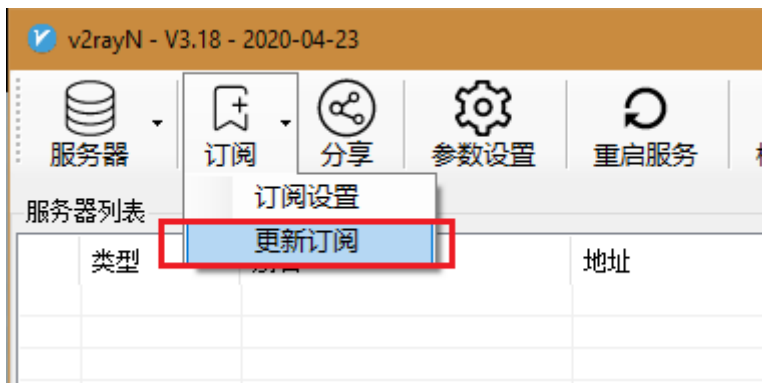 v2rayN - V3.18 - 2020-04-23
服务器 订阅 分享 参数设置 重启服务
订阅设置
服务器列表
更新订阅
类型 地址